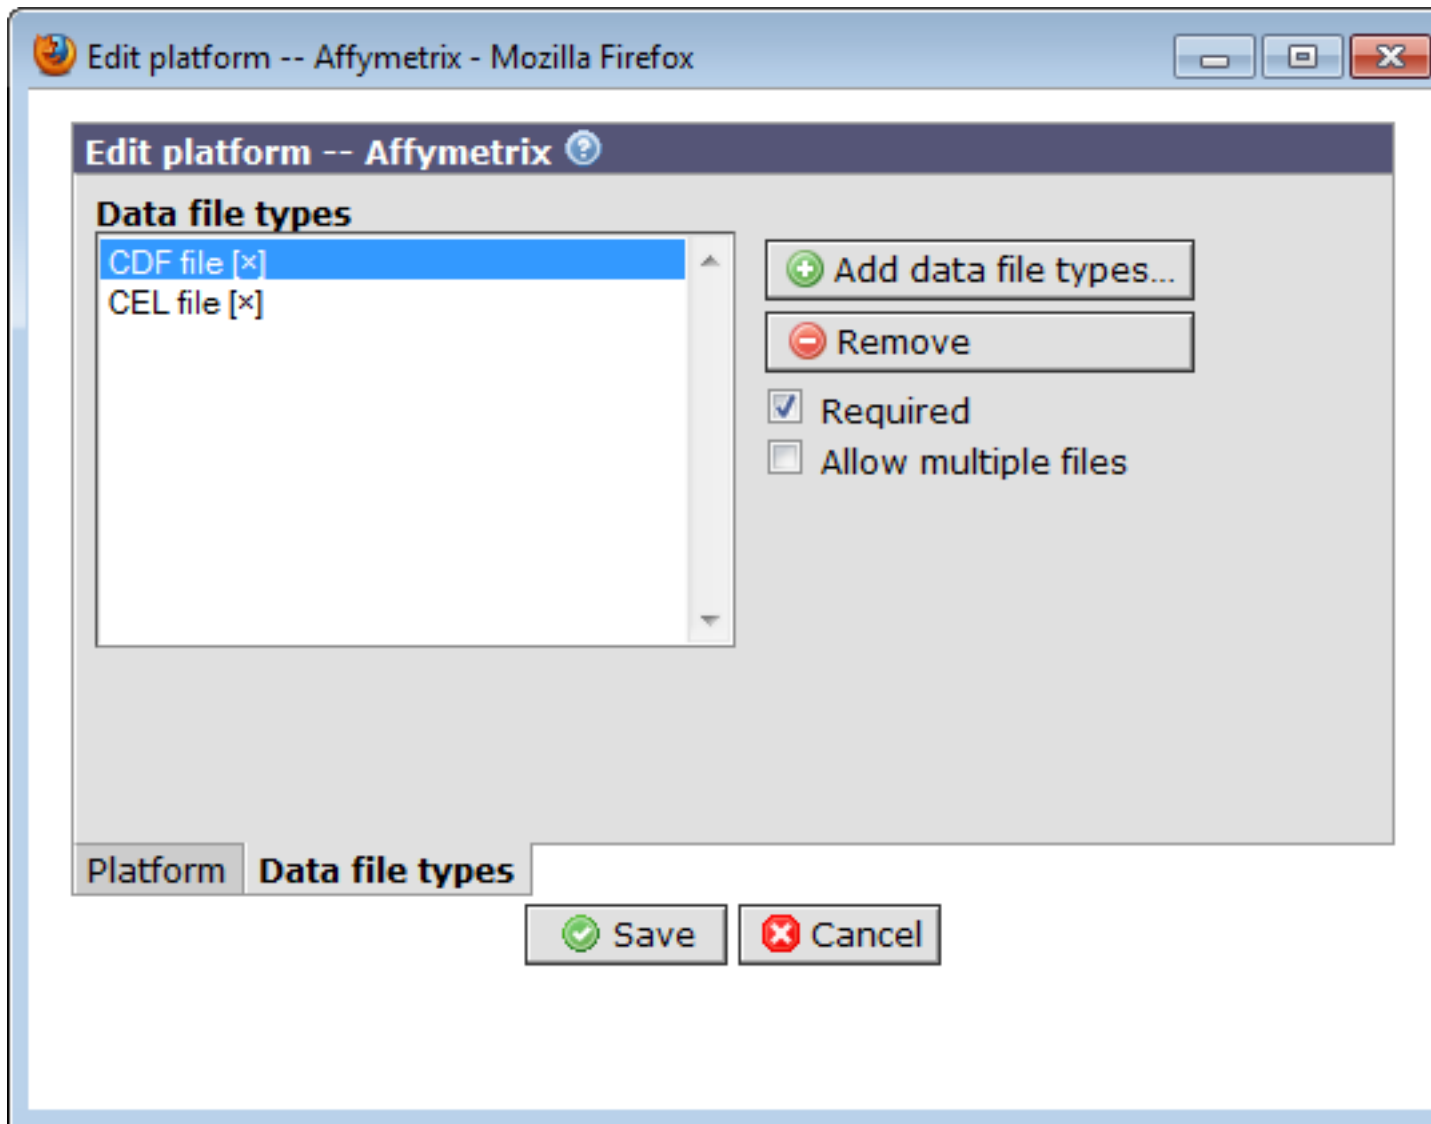 Edit platform -- Affymetrix - Mozilla Firefox
Edit platform -- Affymetrix
Data file types
CDF file [×]
CEL file [×]
Add data file types...
Remove
Required
Allow multiple files
Platform Data file types
Save Cancel